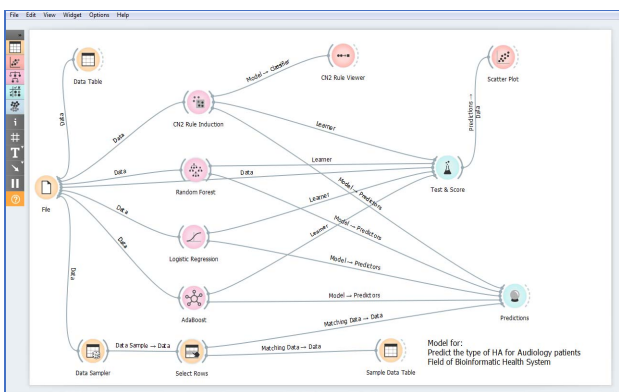 File Edit View Widget Options Help
Data Table
Model → Classifier
CN2 Rule Viewer
Scatter Plot
Data
CN2 Rule Induction
Predictions →
Data
Data
Learner
Learner
Data
Data
Random Forest
Model → Predictors
Test & Score
File
Learner
Data
Model → Predictors
Data
Logistic Regression
Learner
Model → Predictors
Data
AdaBoost
Model → Predictors
Predictions
Matching Data → Data
Data Sample → Data
Matching Data → Data
Data Sampler
Select Rows
Sample Data Table
Model for:
Predict the type of HA for Audiology patients
Field of Bioinformatic Health System
i
#
T
?